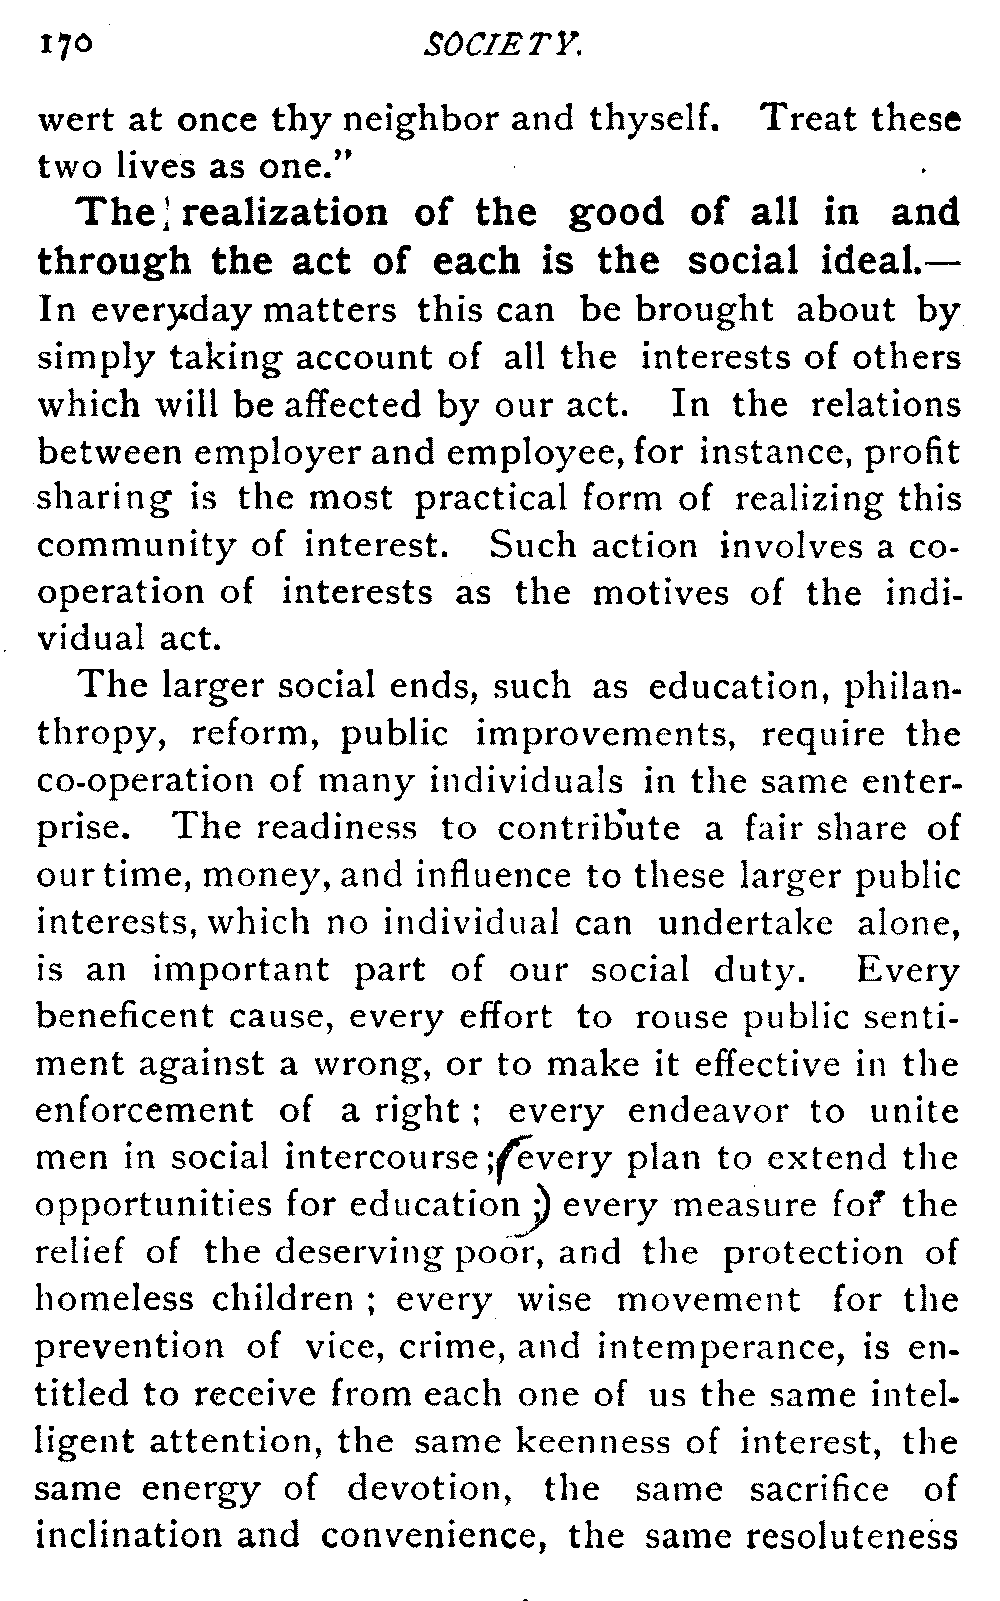 170 SOCIETY.
wert at once thy neighbor and thyself. Treat these
two lives as one."
The realization of the good of all in and
through the act of each is the social ideal.—
In everyday matters this can be brought about by
simply taking account of all the interests of others
which will be affected by our act. In the relations
between employer and employee, for instance, profit
sharing is the most practical form of realizing this
community of interest. Such action involves a co-
operation of interests as the motives of the indi-
vidual act.
The larger social ends, such as education, philan-
thropy, reform, public improvements, require the
co-operation of many individuals in the same enter-
prise. The readiness to contribute a fair share of
our time, money, and influence to these larger public
interests, which no individual can undertake alone,
is an important part of our social duty. Every
beneficent cause, every effort to rouse public senti-
ment against a wrong, or to make it effective in the
enforcement of a right ; every endeavor to unite
men in social intercourse ; every plan to extend the
opportunities for education ; every measure for the
relief of the deserving poor, and the protection of
homeless children ; every wise movement for the
prevention of vice, crime, and intemperance, is en-
titled to receive from each one of us the same intel-
ligent attention, the same keenness of interest, the
same energy of devotion, the same sacrifice of
inclination and convenience, the same resoluteness